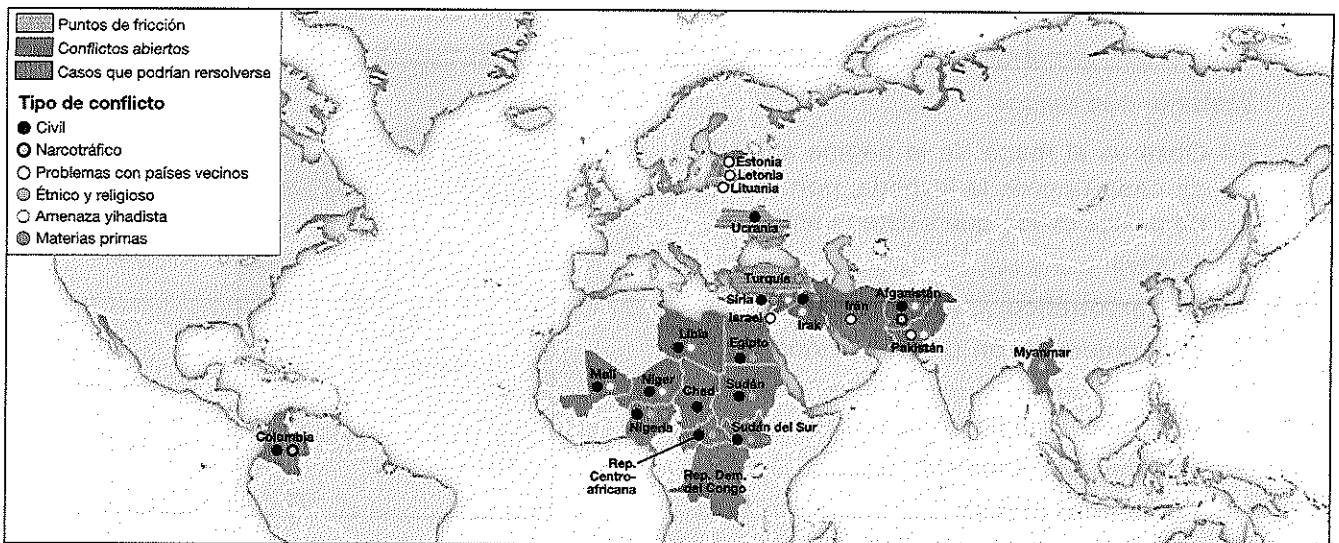 Puntos de fricción
Conflictos abiertos
Casos que podrían rersolverse
Tipo de conflicto
Civil
Narcotráfico
Problemas con países vecinos
Étnico y religioso
Amenaza yihadista
Materias primas
Estonia
Letonia
Lituania
Ucrania
Turquía
Siria
Israel
Irak
Irán
Afganistán
Pakistán
Myanmar
Libia
Egipto
Mali
Níger
Chad
Sudán
Nigeria
Sudán del Sur
Rep.
Centro-
africana
Rep. Dem.
del Congo
Colombia